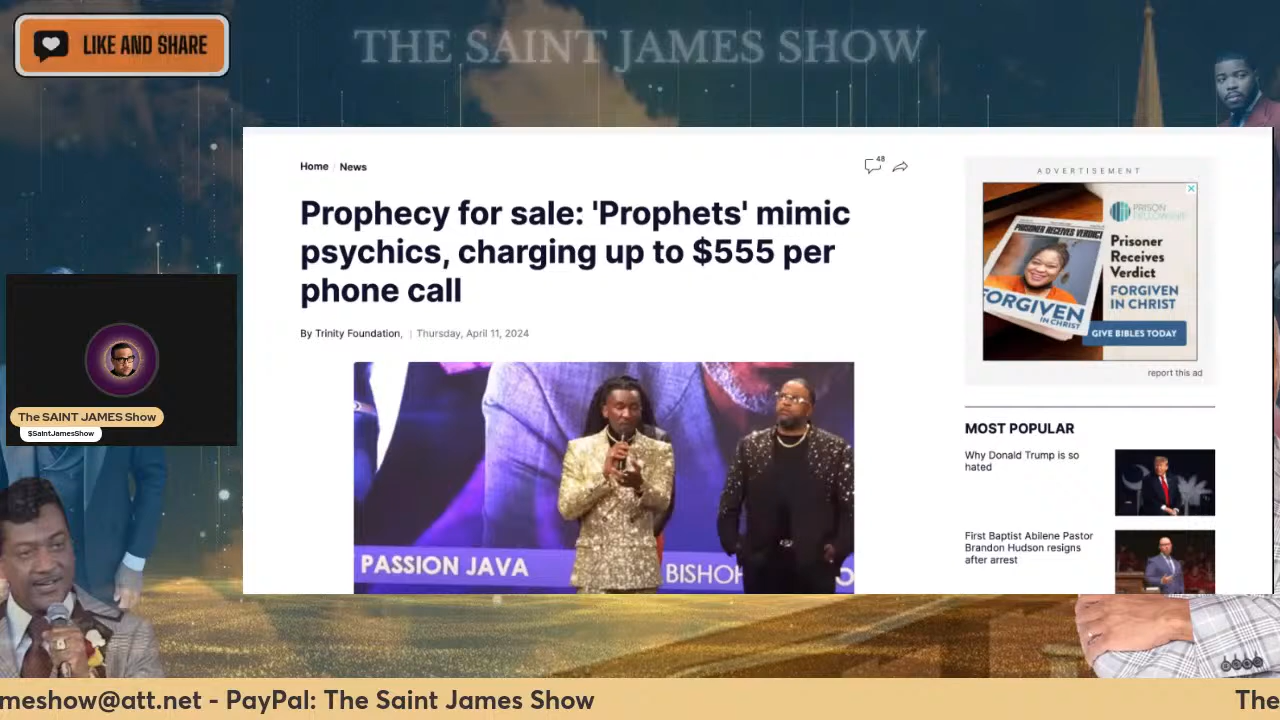 LIKE AND SHARE
THE SAINT JAMES SHOW
Home / News
48
Prophecy for sale: 'Prophets' mimic
psychics, charging up to $555 per
phone call
By Trinity Foundation, | Thursday, April 11, 2024
PASSION JAVA
BISHOP
ADVERTISEMENT
PRISON
FELLOWSHIP
PRISONER RECEIVES VERDICT
FORGIVEN
IN CHRIST
Prisoner
Receives
Verdict
FORGIVEN
IN CHRIST
GIVE BIBLES TODAY
report this ad
MOST POPULAR
Why Donald Trump is so
hated
First Baptist Abilene Pastor
Brandon Hudson resigns
after arrest
The SAINT JAMES Show
$SaintJamesShow
meshow@att.net - PayPal: The Saint James Show
The